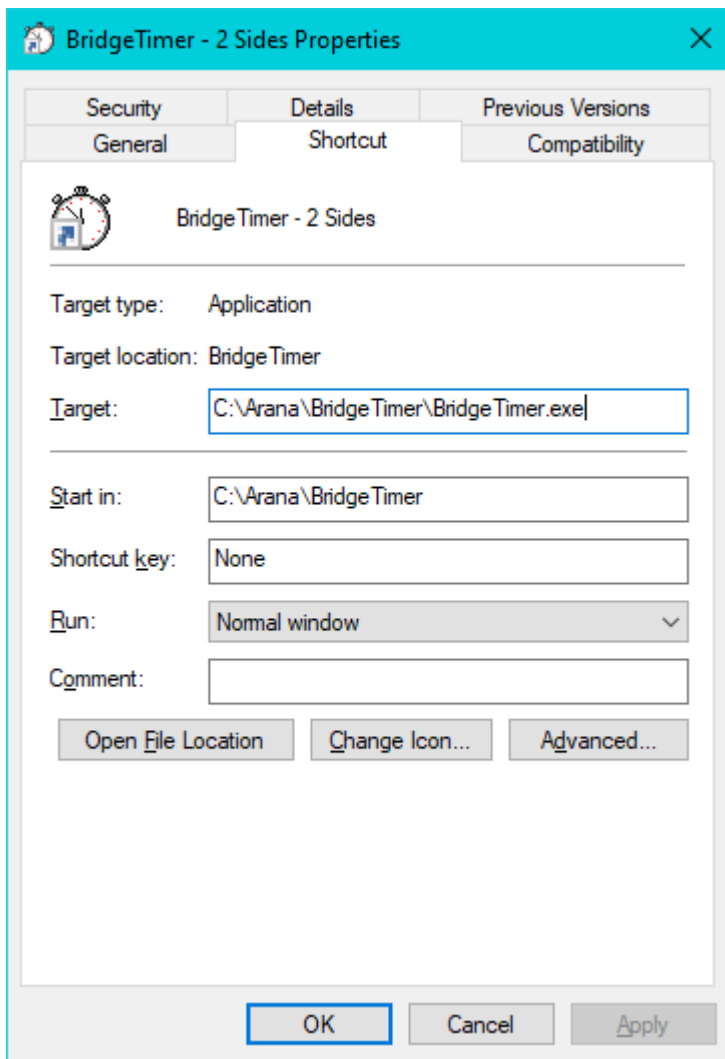 BridgeTimer - 2 Sides Properties
Security Details Previous Versions
General Shortcut Compatibility
BridgeTimer - 2 Sides
Target type: Application
Target location: BridgeTimer
Target: C:\Arana\BridgeTimer\BridgeTimer.exe
Start in: C:\Arana\BridgeTimer
Shortcut key: None
Run: Normal window
Comment:
Open File Location Change Icon... Advanced...
OK Cancel Apply